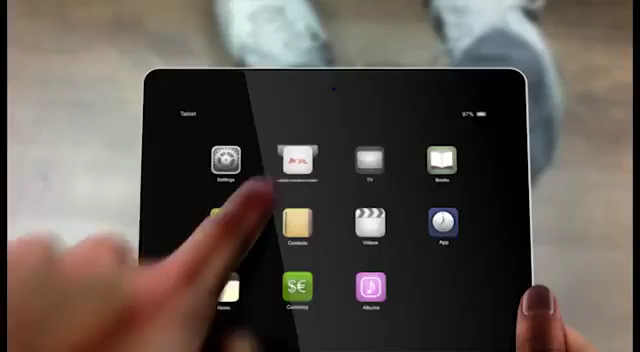 Tablet 97%
Settings TV Books
Contacts Videos App
Notes Currency Albums
$€